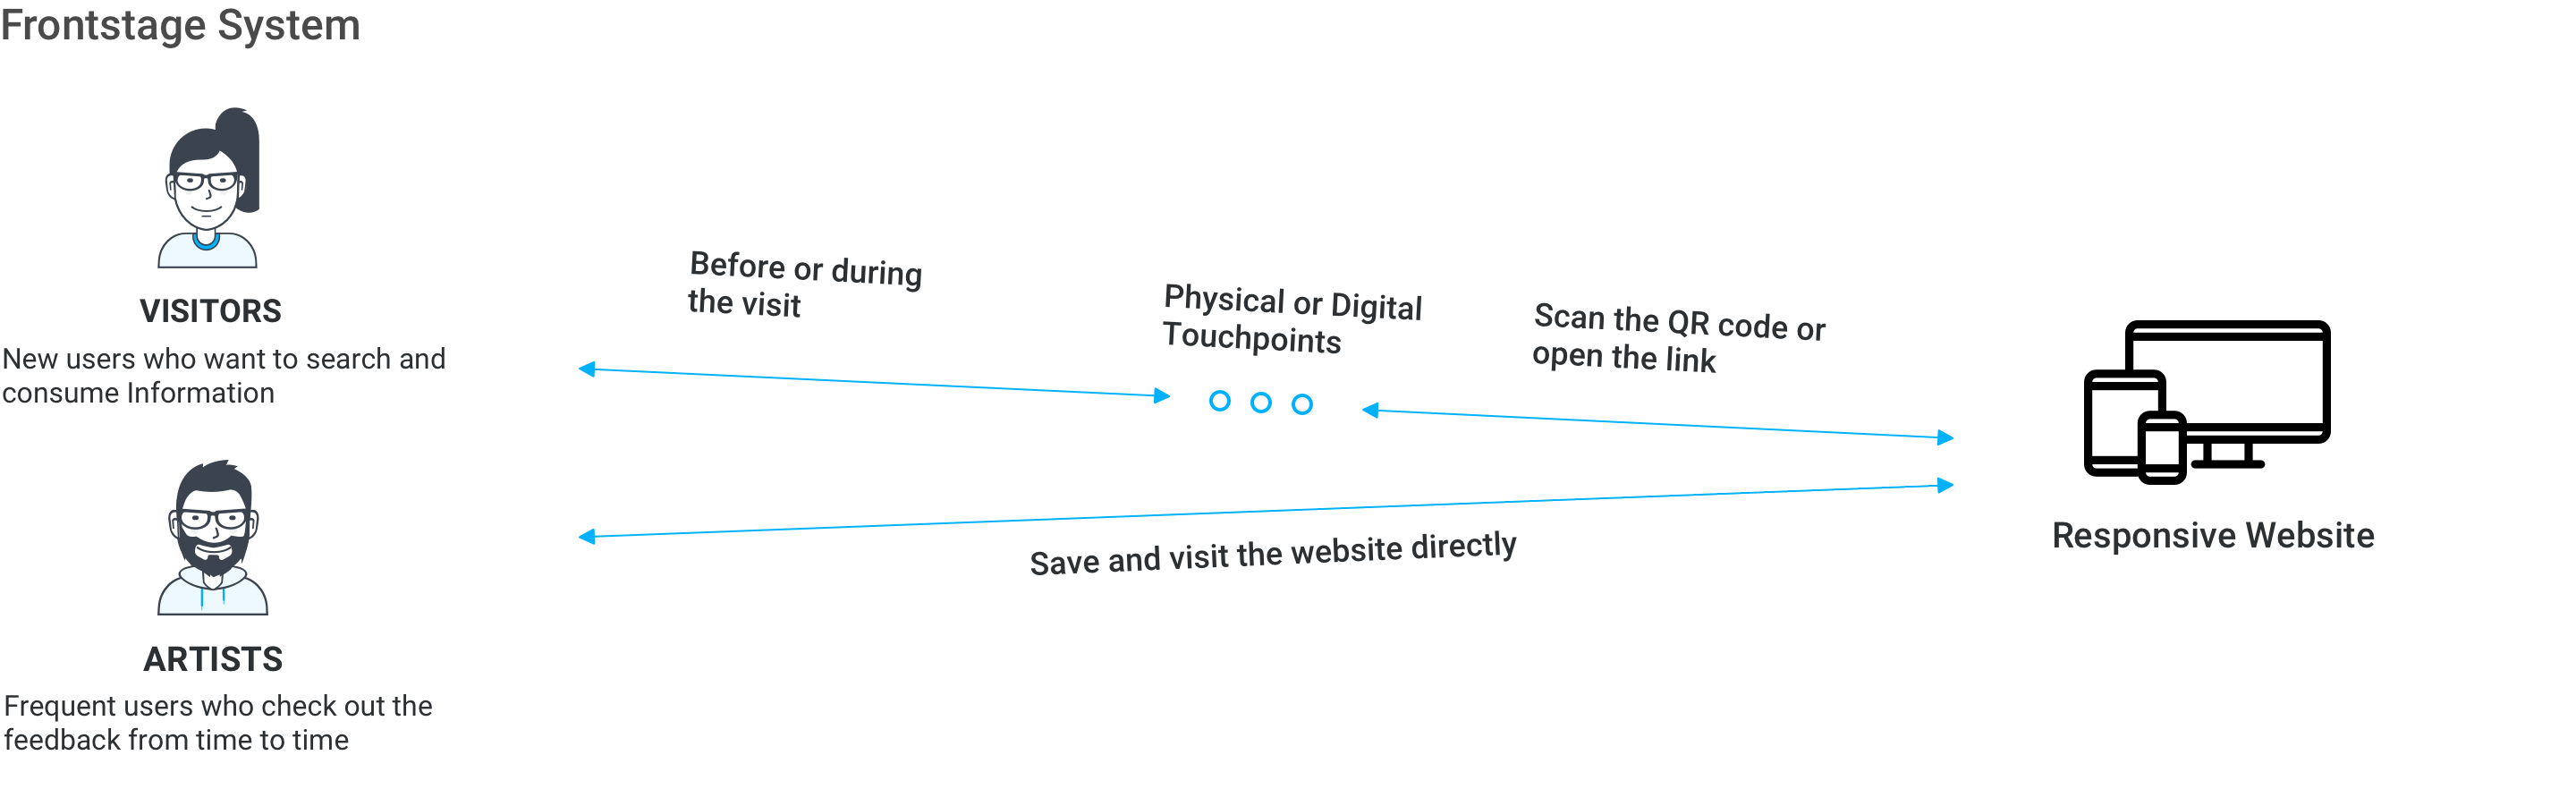 Frontstage System
VISITORS
New users who want to search and
consume Information
Before or during
the visit
Physical or Digital
Touchpoints
Scan the QR code or
open the link
ARTISTS
Frequent users who check out the
feedback from time to time
Save and visit the website directly
Responsive Website